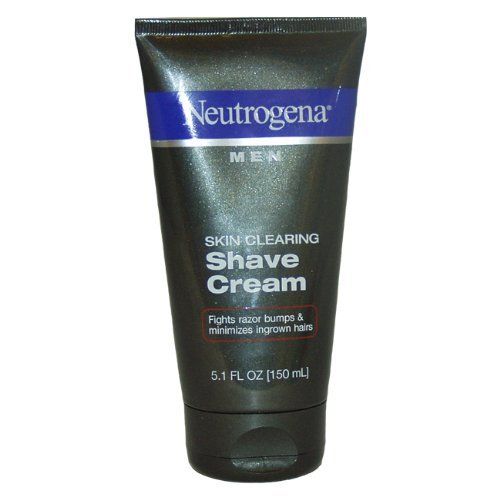 Neutrogena®
MEN
SKIN CLEARING
Shave
Cream
Fights razor bumps &
minimizes ingrown hairs
5.1 FL OZ [150 mL]